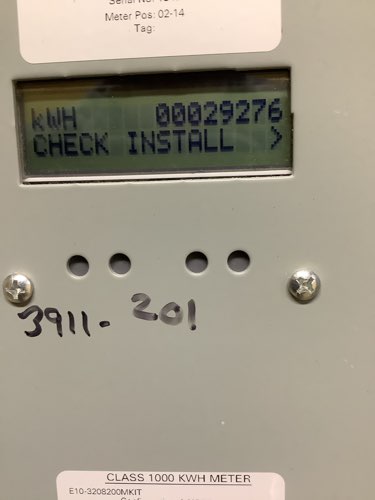 Meter Pos: 02-14
Tag:
kWH 00029276
CHECK INSTALL >
3911. 201
CLASS 1000 KWH METER
E10-3208200MKIT